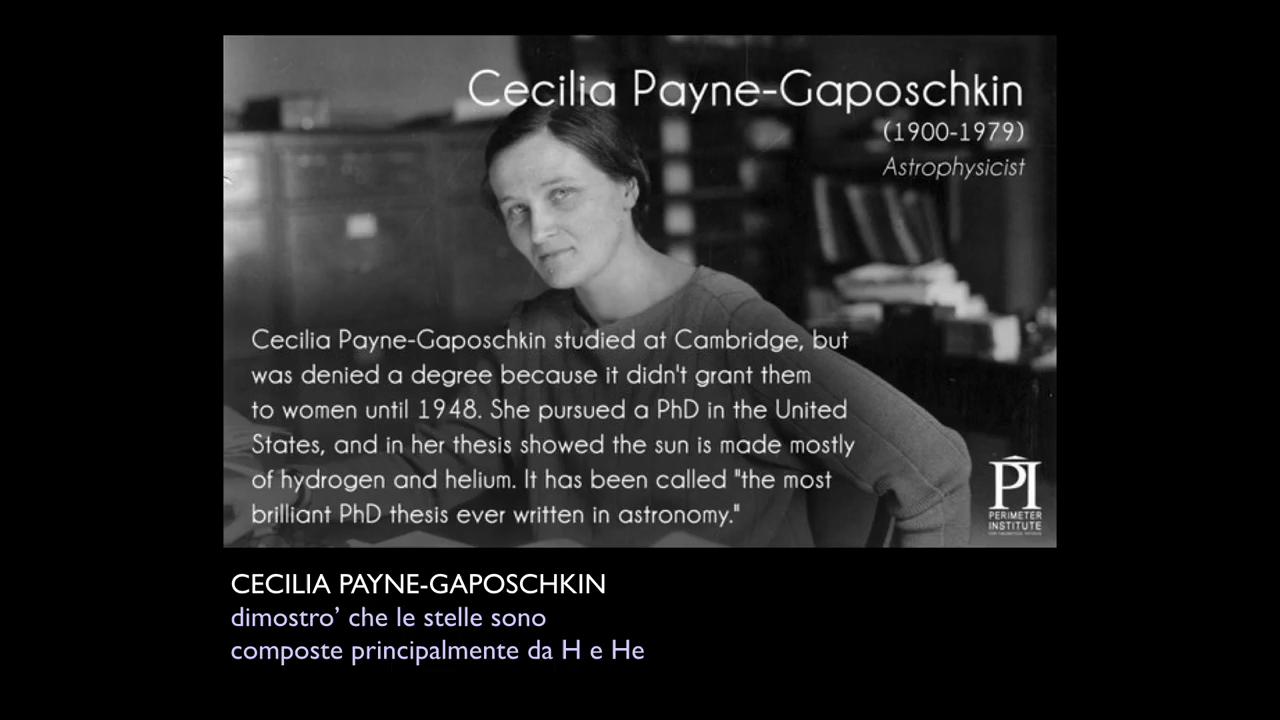 Cecilia Payne-Gaposchkin
(1900-1979)
Astrophysicist
Cecilia Payne-Gaposchkin studied at Cambridge, but
was denied a degree because it didn't grant them
to women until 1948. She pursued a PhD in the United
States, and in her thesis showed the sun is made mostly
of hydrogen and helium. It has been called "the most
brilliant PhD thesis ever written in astronomy."
PI
PERIMETER
INSTITUTE
CECILIA PAYNE-GAPOSCHKIN
dimostro’ che le stelle sono
composte principalmente da H e He